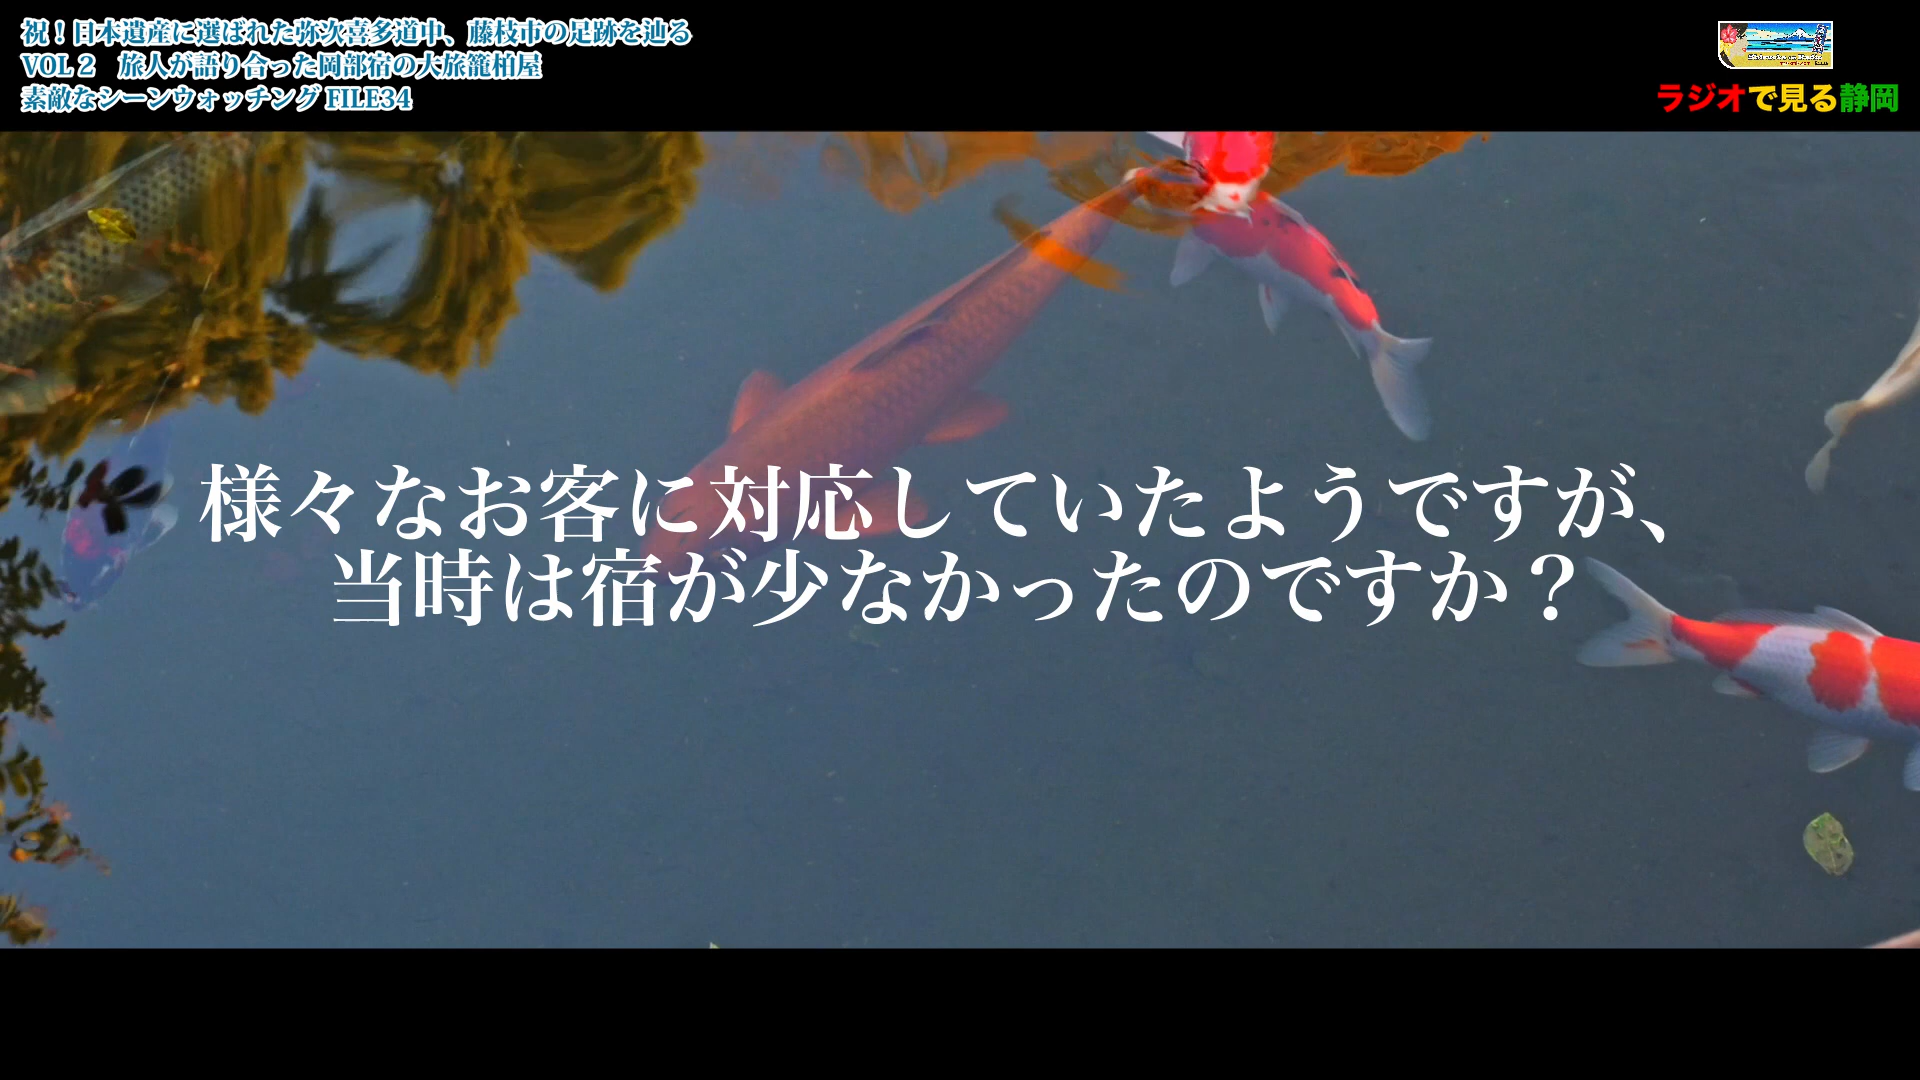 祝！日本遺産に選ばれた弥次喜多道中、藤枝市の足跡を辿る
VOL２　旅人が語り合った岡部宿の大旅籠柏屋
素敵なシーンウォッチング FILE34
ラジオで見る静岡
様々なお客に対応していたようですが、
当時は宿が少なかったのですか？